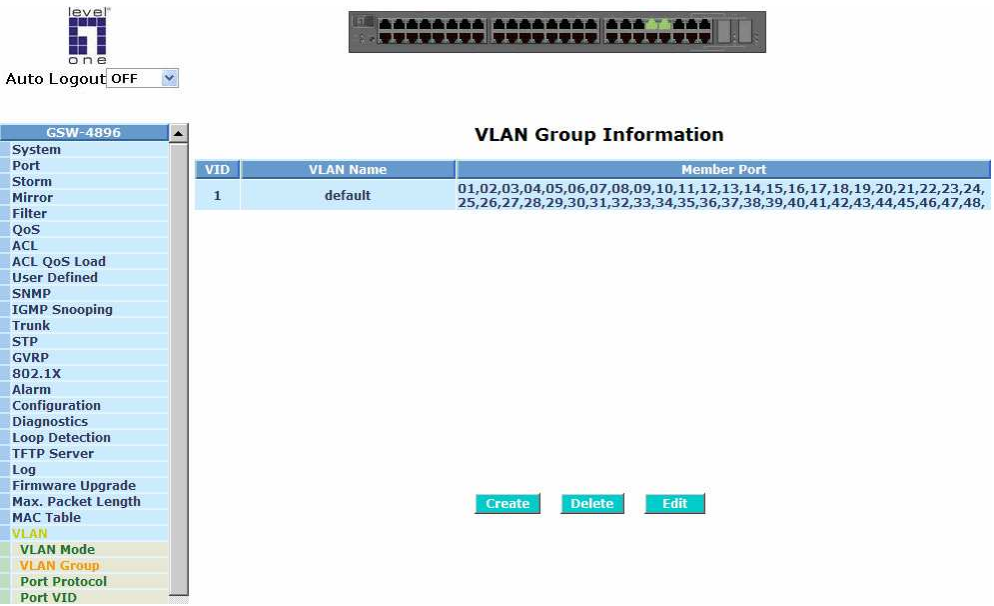 level
one
Auto Logout OFF
GSW-4896
System
Port
Storm
Mirror
Filter
QoS
ACL
ACL QoS Load
User Defined
SNMP
IGMP Snooping
Trunk
STP
GVRP
802.1X
Alarm
Configuration
Diagnostics
Loop Detection
TFTP Server
Log
Firmware Upgrade
Max. Packet Length
MAC Table
VLAN
VLAN Mode
VLAN Group
Port Protocol
Port VID
VLAN Group Information
VID VLAN Name Member Port
1 default 01,02,03,04,05,06,07,08,09,10,11,12,13,14,15,16,17,18,19,20,21,22,23,24,
25,26,27,28,29,30,31,32,33,34,35,36,37,38,39,40,41,42,43,44,45,46,47,48,
Create Delete Edit